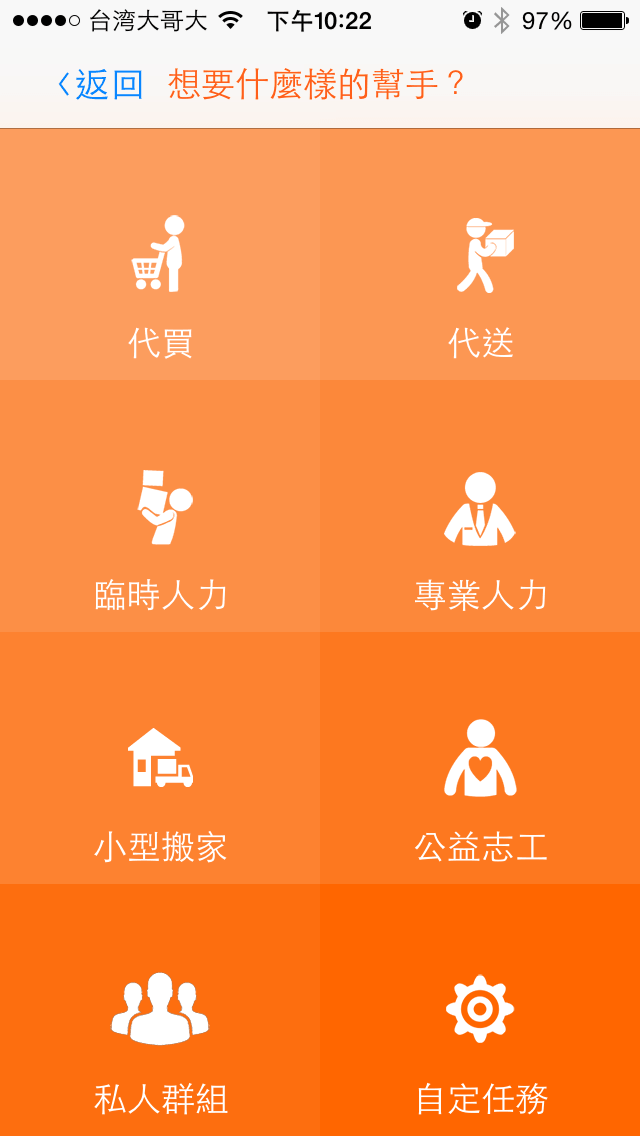 台湾大哥大 下午10:22 97%
返回 想要什麼樣的幫手？
代買 代送
臨時人力 專業人力
小型搬家 公益志工
私人群組 自定任務